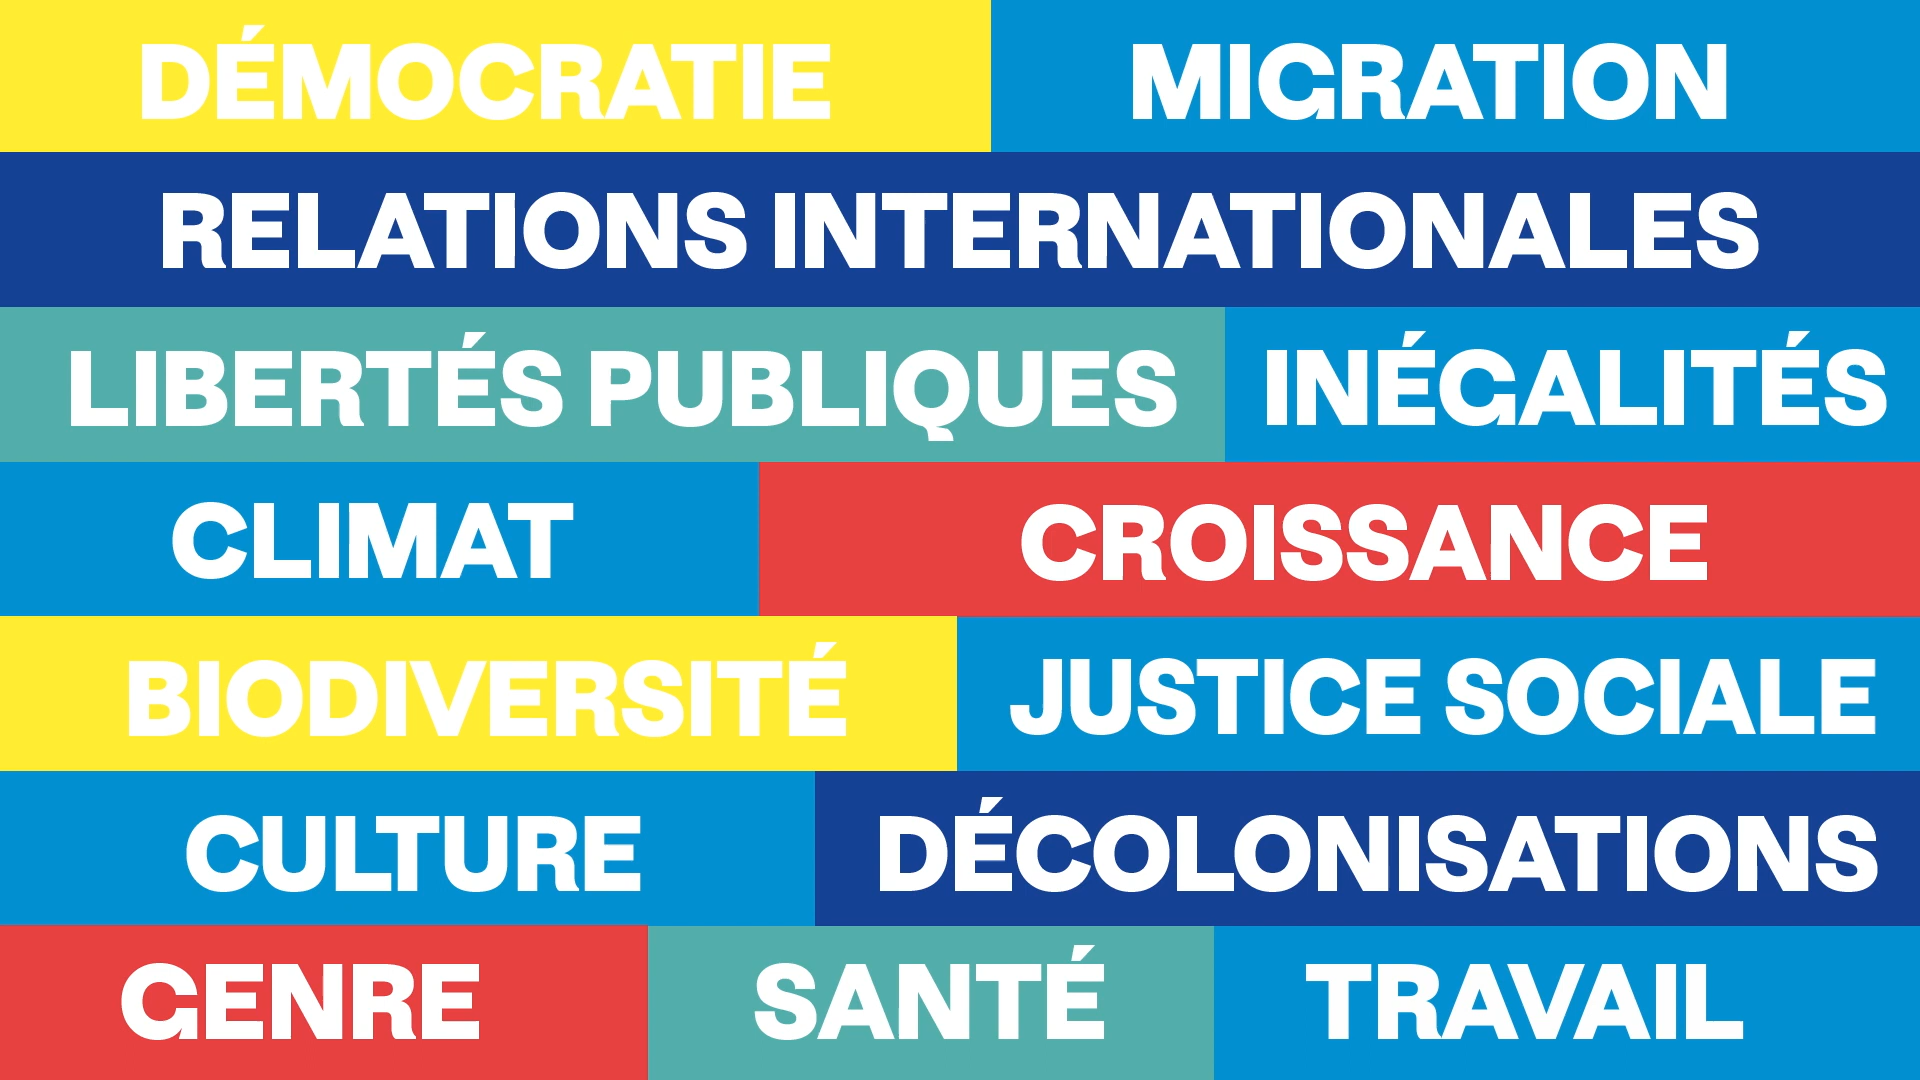 DÉMOCRATIE MIGRATION
RELATIONS INTERNATIONALES
LIBERTÉS PUBLIQUES INÉGALITÉS
CLIMAT CROISSANCE
BIODIVERSITÉ JUSTICE SOCIALE
CULTURE DÉCOLONISATIONS
GENRE SANTÉ TRAVAIL